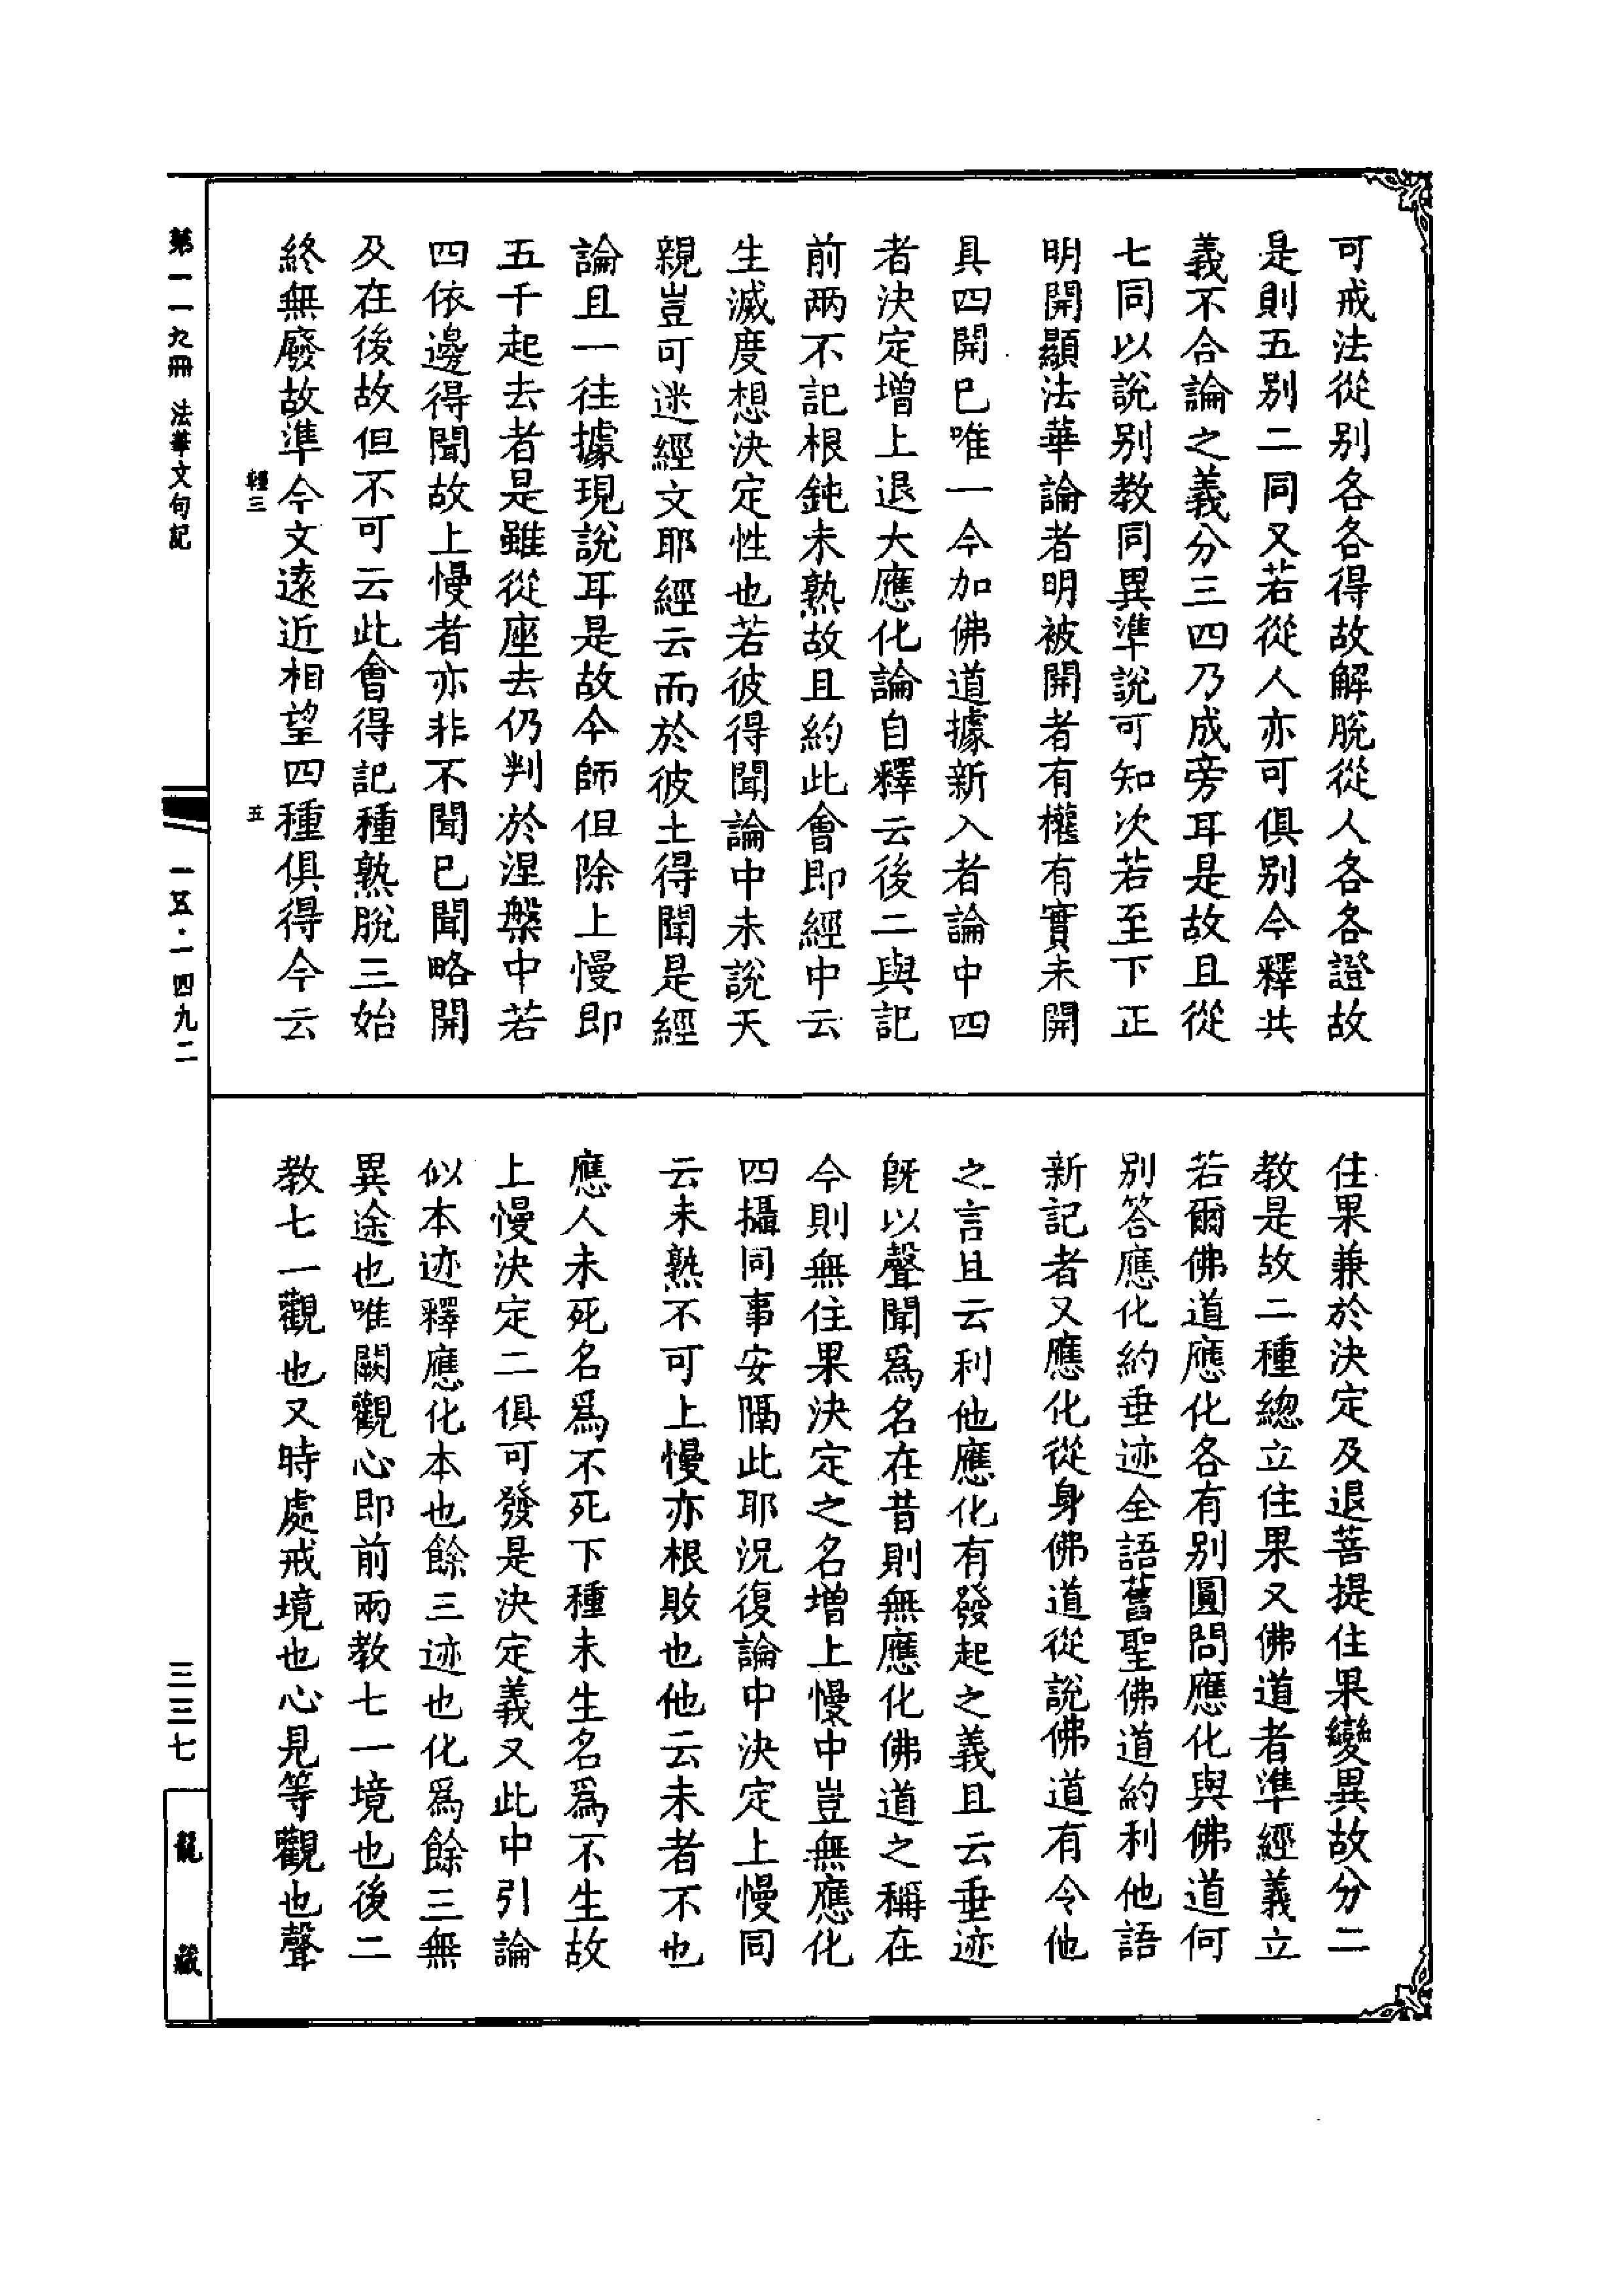 可戒法從別各各得故解脫從人各各證故
是則五別二同又若從人亦可俱別今釋共
義不合論之義分三四乃成旁耳是故且從
七同以說別教同異準說可知次若至下正
明開顯法華論者明被開者有權有實未開
具四開已唯一今加佛道據新入者論中四
者決定增上退大應化論自釋云後二與記
前兩不記根鈍未熟故且約此會即經中云
生滅度想決定性也若彼得聞論中未說天
親豈可迷經文耶經云而於彼土得聞是經
論且一往據現說耳是故今師但除上慢即
五千起去者是雖從座去仍判於涅槃中若
四依邊得聞故上慢者亦非不聞已聞略開
及在後故但不可云此會得記種熟脫三始
終無廢故準今文遠近相望四種俱得今云
住果兼於決定及退菩提住果變異故分二
教是故二種總立住果又佛道者準經義立
若爾佛道應化各有別圓問應化與佛道何
別答應化約垂迹全語舊聖佛道約利他語
新記者又應化從身佛道從說佛道有令他
之言且云利他應化有發起之義且云垂迹
既以聲聞爲名在昔則無應化佛道之稱在
今則無住果決定之名增上慢中豈無應化
四攝同事安隔此耶況復論中決定上慢同
云未熟不可上慢亦根敗也他云未者不也
應人未死名爲不死下種未生名爲不生故
上慢決定二俱可發是決定義又此中引論
似本迹釋應化本也餘三迹也化爲餘三無
異途也唯闕觀心即前兩教七一境也後二
教七一觀也又時處戒境也心見等觀也聲
輕三
五
第一一九冊 法華文句記
一五·一四九二
三三七
龍藏